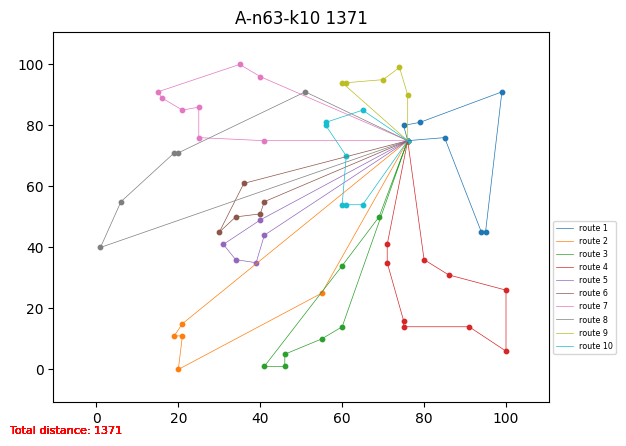 A-n63-k10 1371
100
80
60
40
20
0
0 20 40 60 80 100
route 1
route 2
route 3
route 4
route 5
route 6
route 7
route 8
route 9
route 10
Total distance: 1371